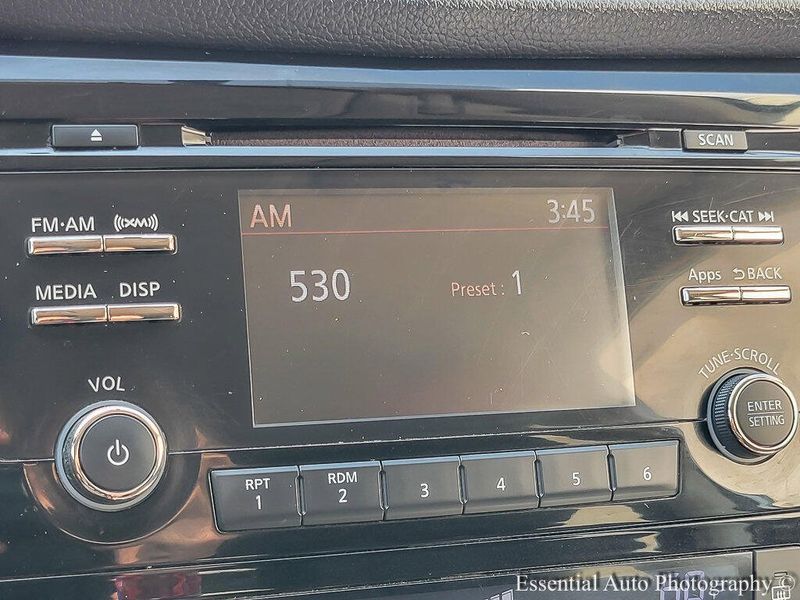 SCAN
FM·AM ((XM))
SEEK·CAT
AM 3:45
MEDIA DISP
Apps BACK
530 Preset : 1
VOL
TUNE·SCROLL
ENTER
SETTING
RPT RDM
1 2 3 4 5 6
Essential Auto Photography ©